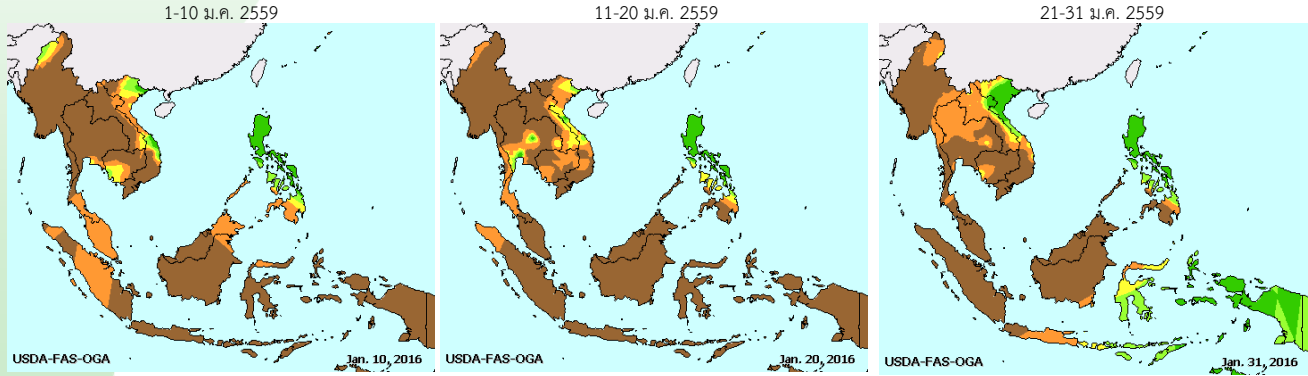 1-10 ม.ค. 2559
11-20 ม.ค. 2559
21-31 ม.ค. 2559
USDA-FAS-OGA
Jan. 10, 2016
USDA-FAS-OGA
Jan. 20, 2016
USDA-FAS-OGA
Jan. 31, 2016